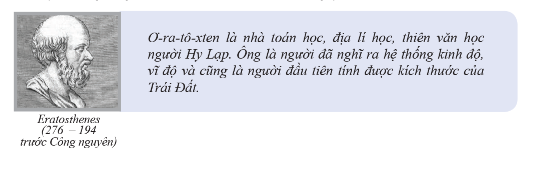 Ơ-ra-tô-xten là nhà toán học, địa lí học, thiên văn học
người Hy Lạp. Ông là người đã nghĩ ra hệ thống kinh độ,
vĩ độ và cũng là người đầu tiên tính được kích thước của
Trái Đất.
Eratosthenes
(276 – 194
trước Công nguyên)